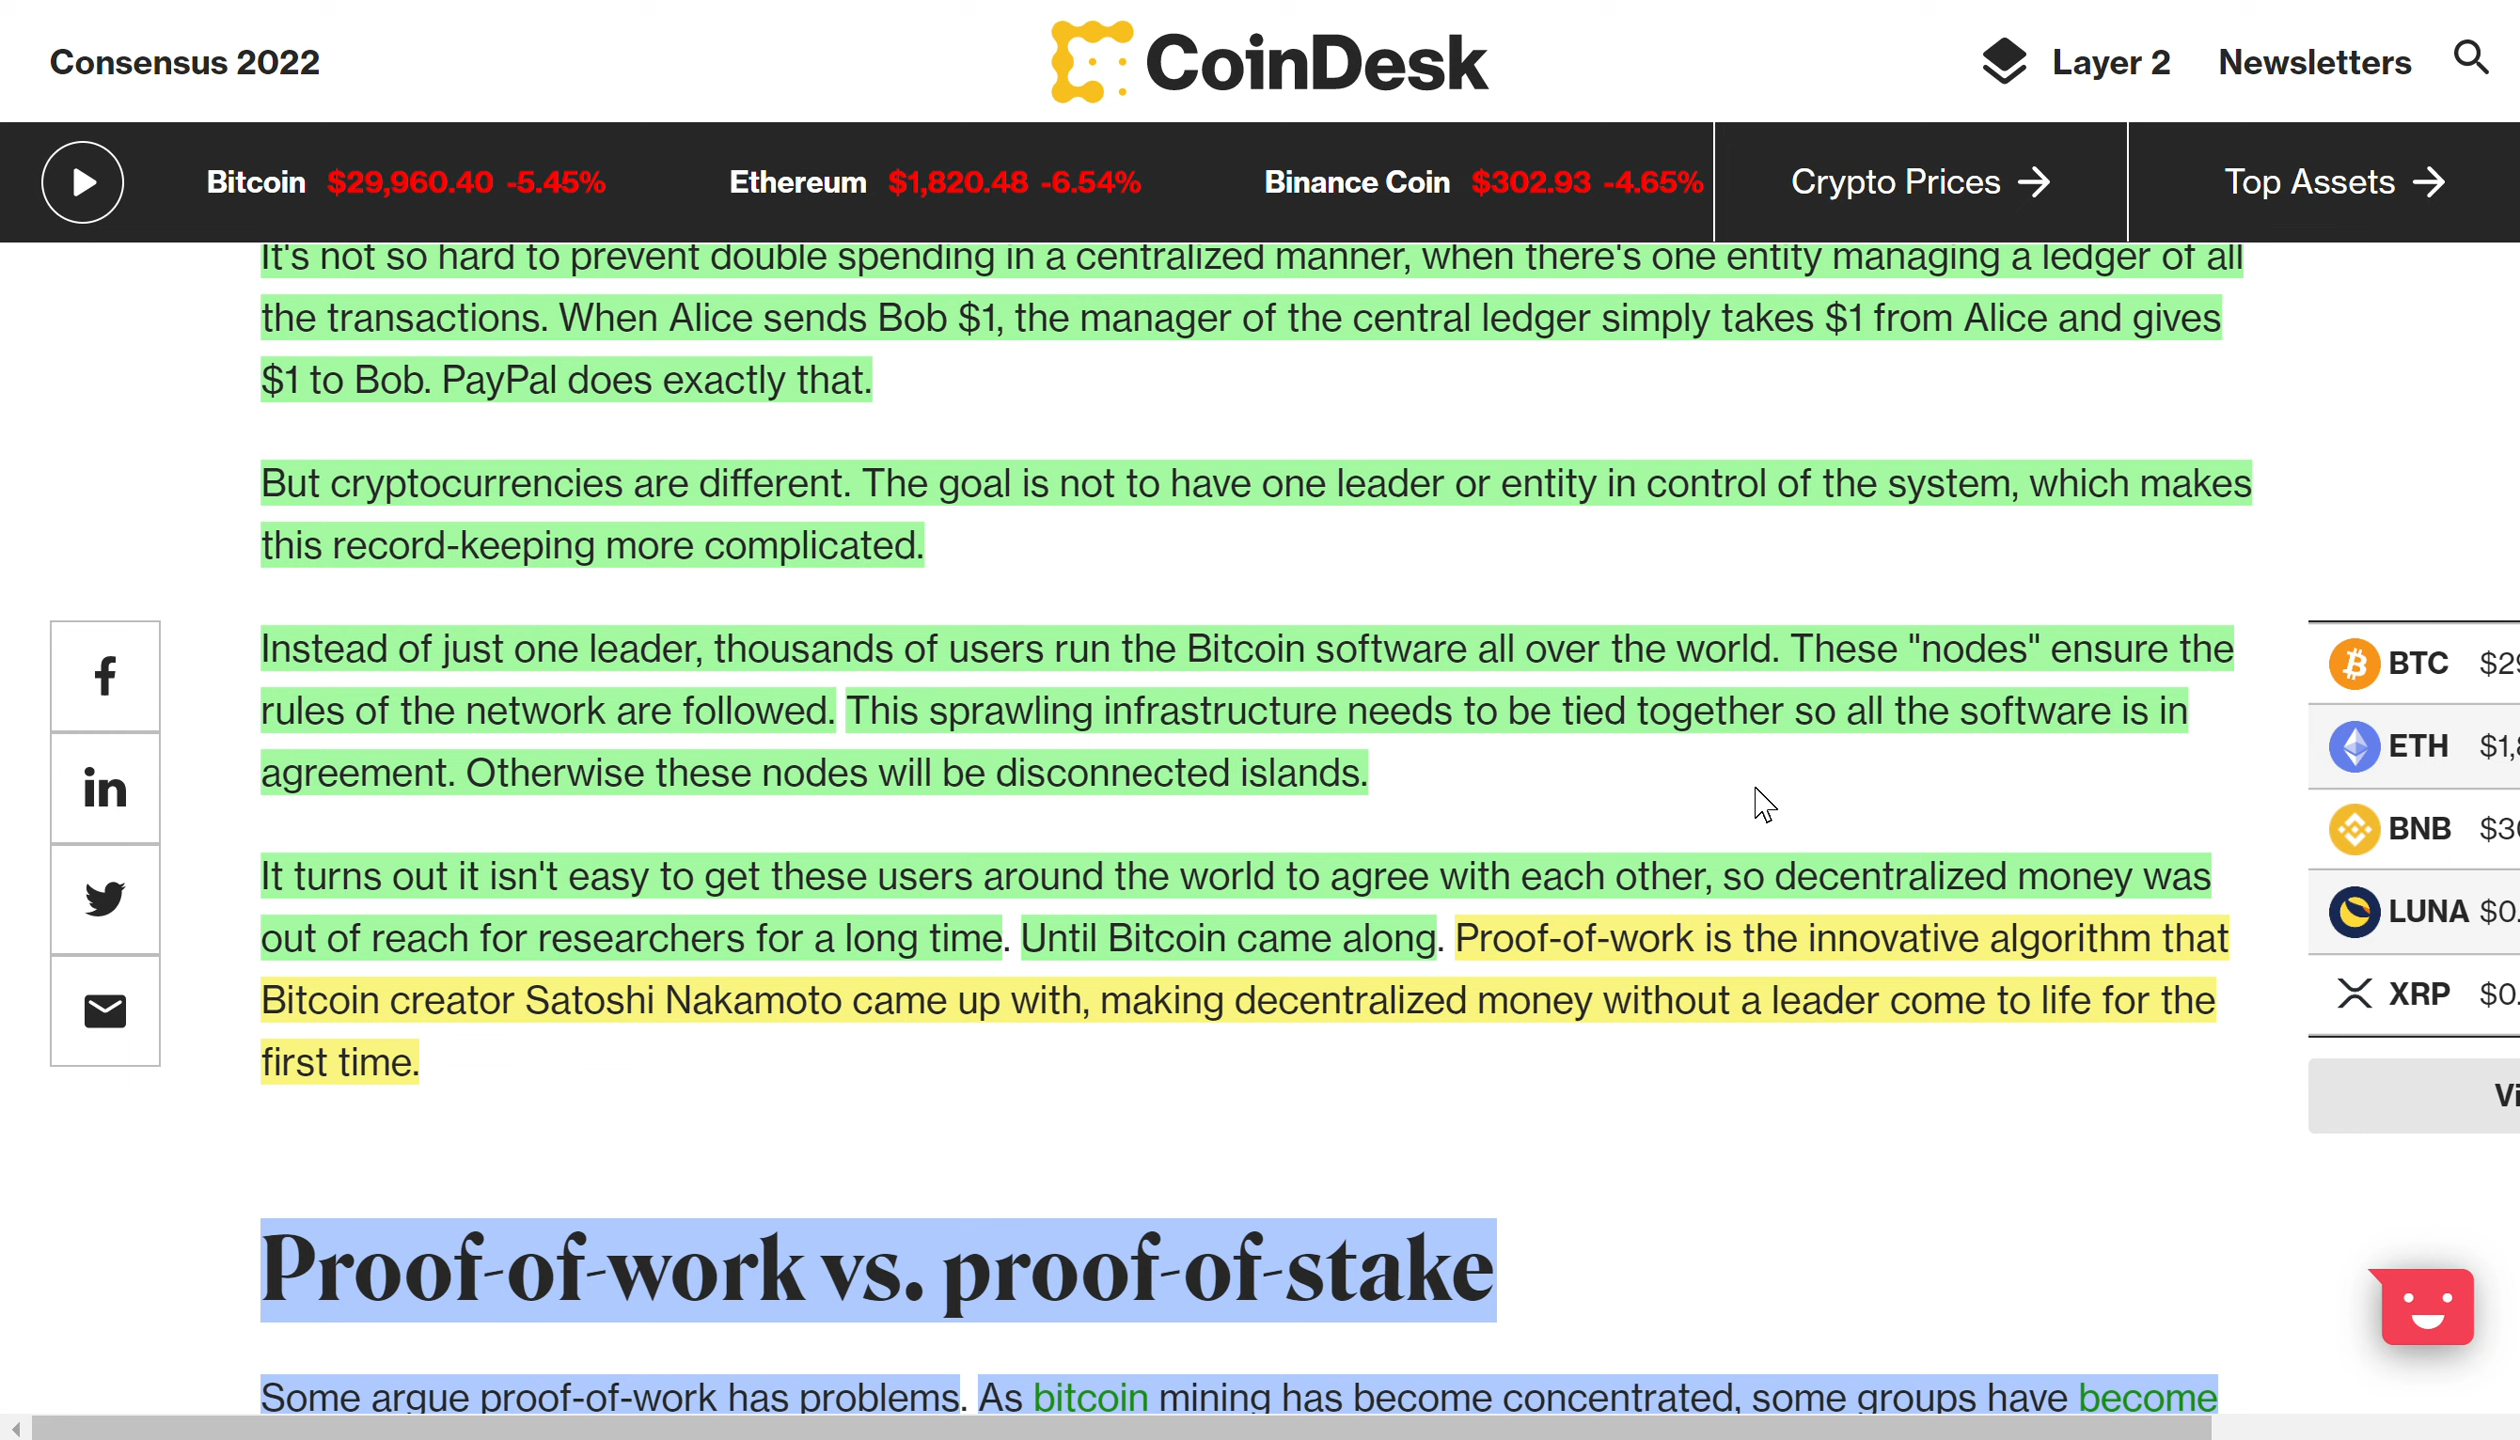 Consensus 2022
CoinDesk
Layer 2 Newsletters
Bitcoin $29,960.40 -5.45% Ethereum $1,820.48 -6.54% Binance Coin $302.93 -4.65% Crypto Prices → Top Assets →
It's not so hard to prevent double spending in a centralized manner, when there's one entity managing a ledger of all
the transactions. When Alice sends Bob $1, the manager of the central ledger simply takes $1 from Alice and gives
$1 to Bob. PayPal does exactly that.
But cryptocurrencies are different. The goal is not to have one leader or entity in control of the system, which makes
this record-keeping more complicated.
Instead of just one leader, thousands of users run the Bitcoin software all over the world. These "nodes" ensure the
rules of the network are followed. This sprawling infrastructure needs to be tied together so all the software is in
agreement. Otherwise these nodes will be disconnected islands.
It turns out it isn't easy to get these users around the world to agree with each other, so decentralized money was
out of reach for researchers for a long time. Until Bitcoin came along. Proof-of-work is the innovative algorithm that
Bitcoin creator Satoshi Nakamoto came up with, making decentralized money without a leader come to life for the
first time.
Proof-of-work vs. proof-of-stake
Some argue proof-of-work has problems. As bitcoin mining has become concentrated, some groups have become
BTC
ETH
BNB
LUNA
XRP